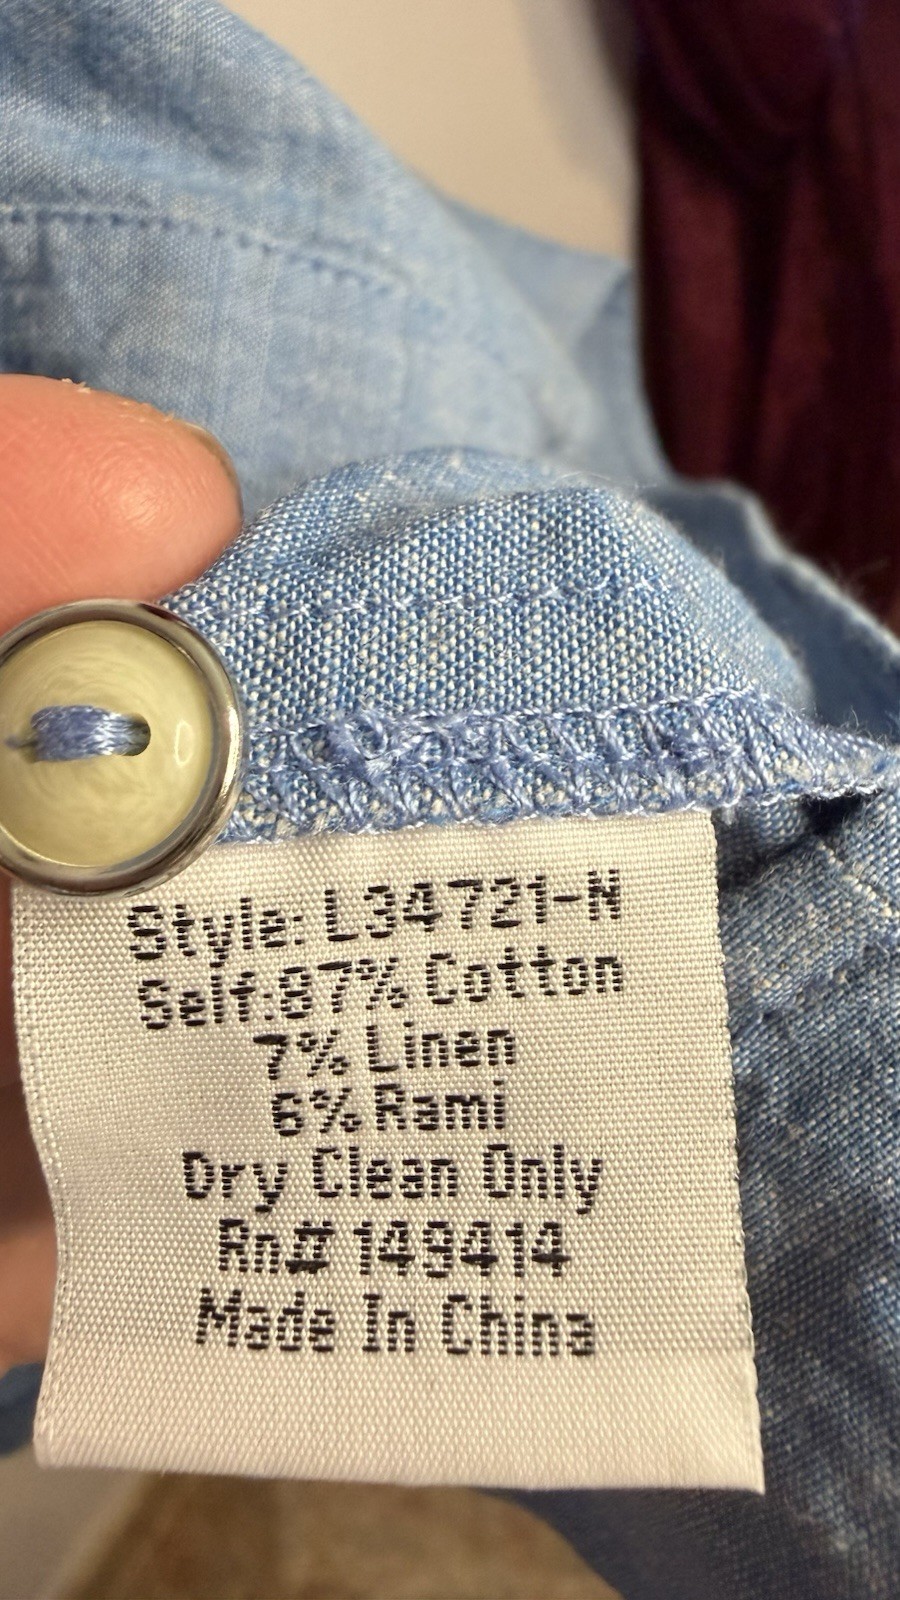 Style: L34721-N
Self:87% Cotton
7% Linen
6% Rami
Dry Clean Only
Rn# 149414
Made In China